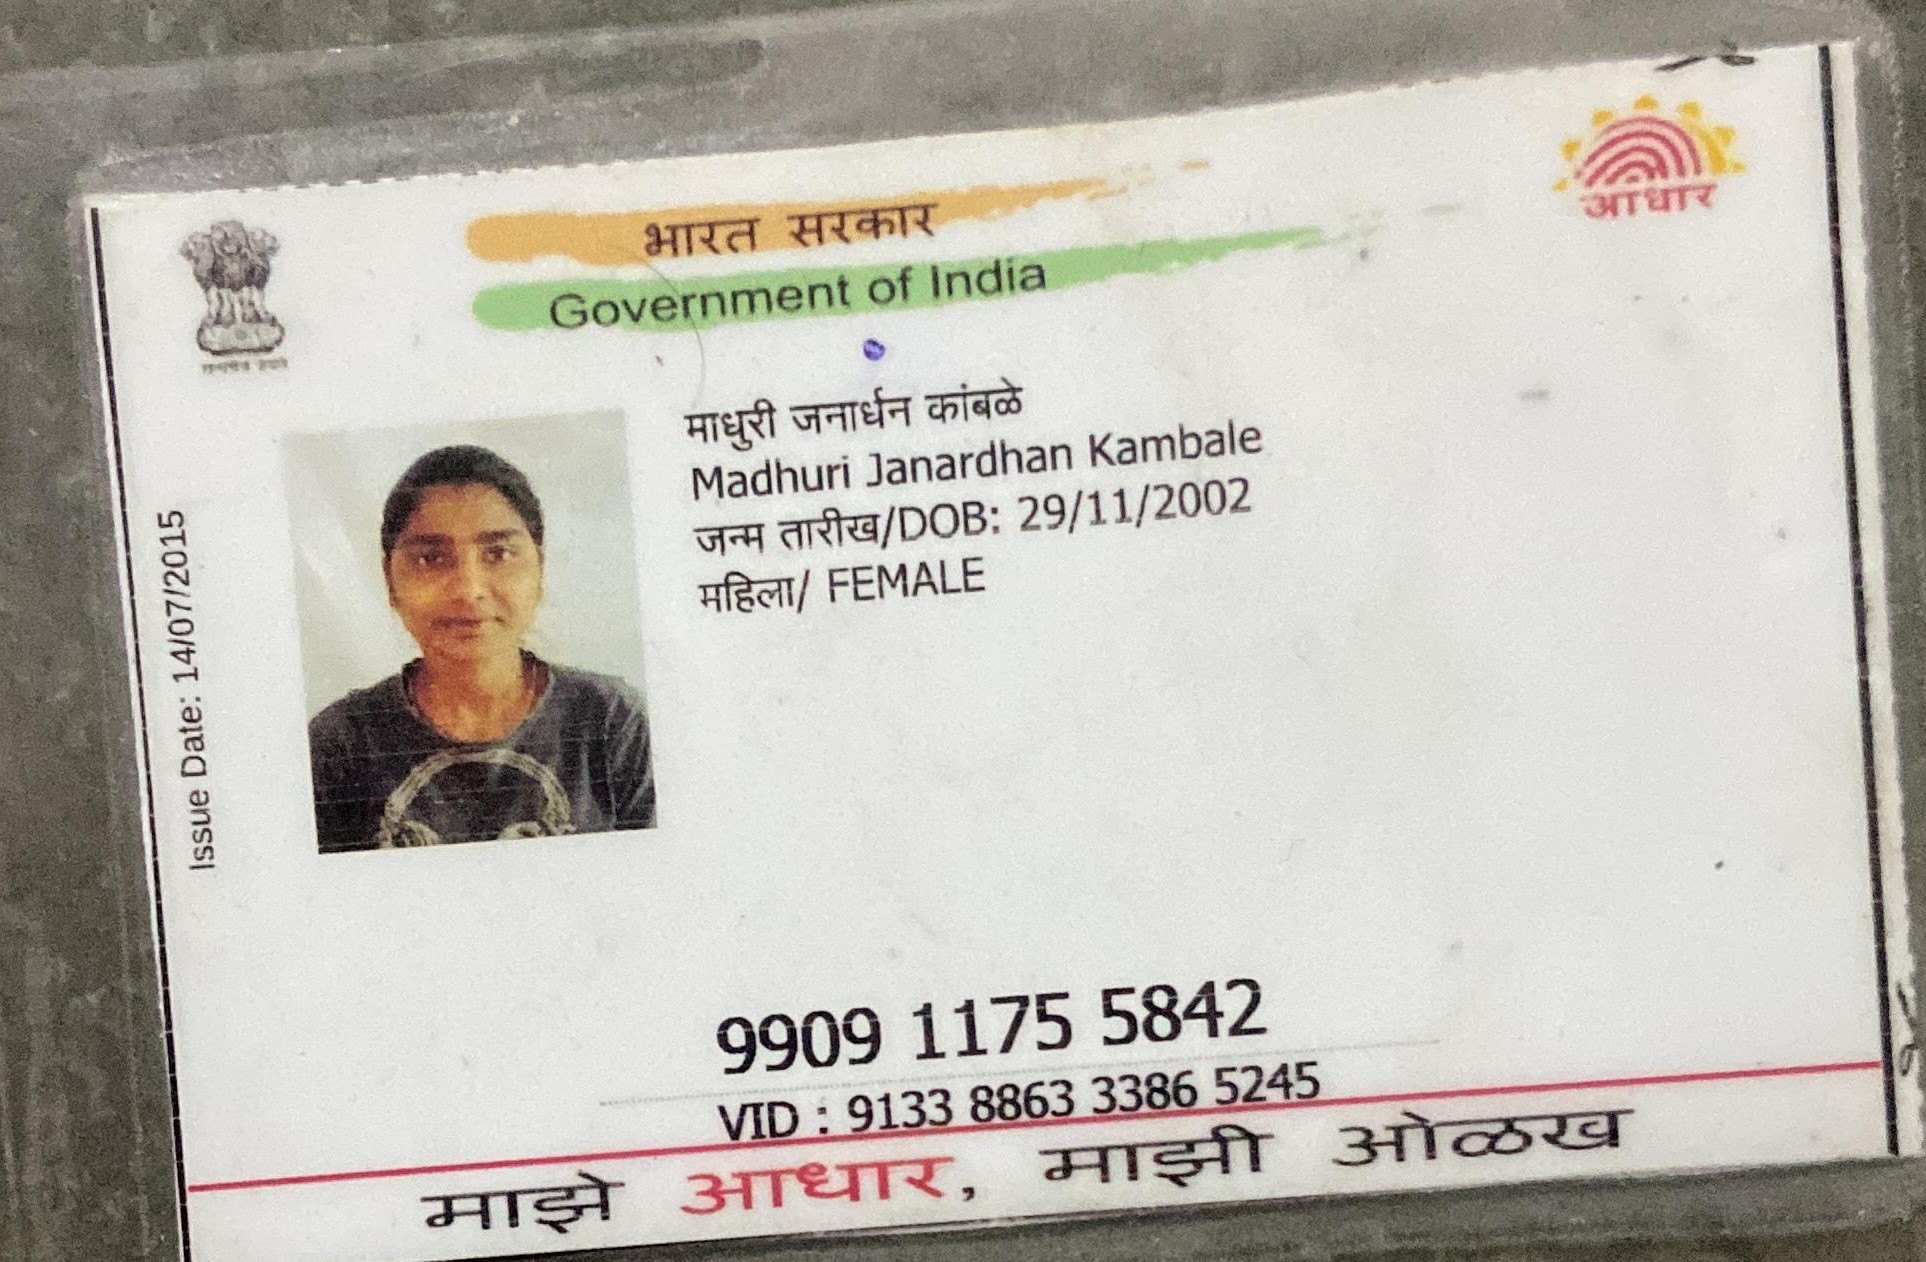 भारत सरकार
Government of India
आधार
माधुरी जनार्धन कांबळे
Madhuri Janardhan Kambale
जन्म तारीख/DOB: 29/11/2002
महिला/ FEMALE
Issue Date: 14/07/2015
9909 1175 5842
VID : 9133 8863 3386 5245
माझे आधार, माझी ओळख